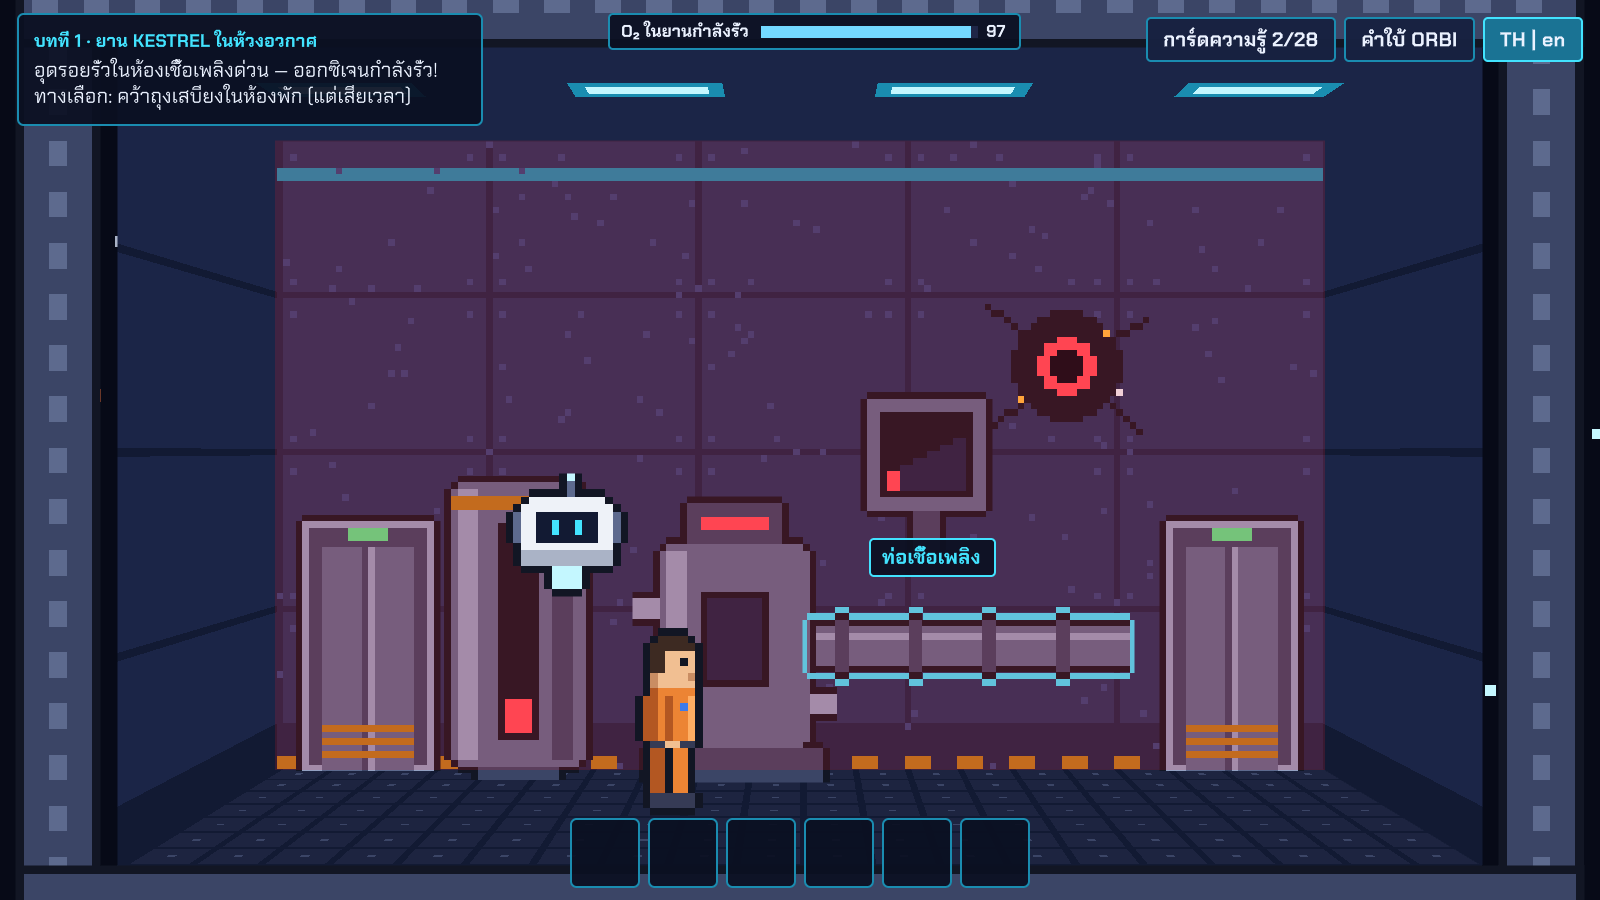 บทที่ 1 · ยาน KESTREL ในห้วงอวกาศ
อุดรอยรั่วในห้องเชื้อเพลิงด่วน — ออกซิเจนกำลังรั่ว!
ทางเลือก: คว้าถุงเสบียงในห้องพัก (แต่เสียเวลา)
O₂ ในยานกำลังรั่ว 97
การ์ดความรู้ 2/28
คำใบ้ ORBI
TH | en
ท่อเชื้อเพลิง